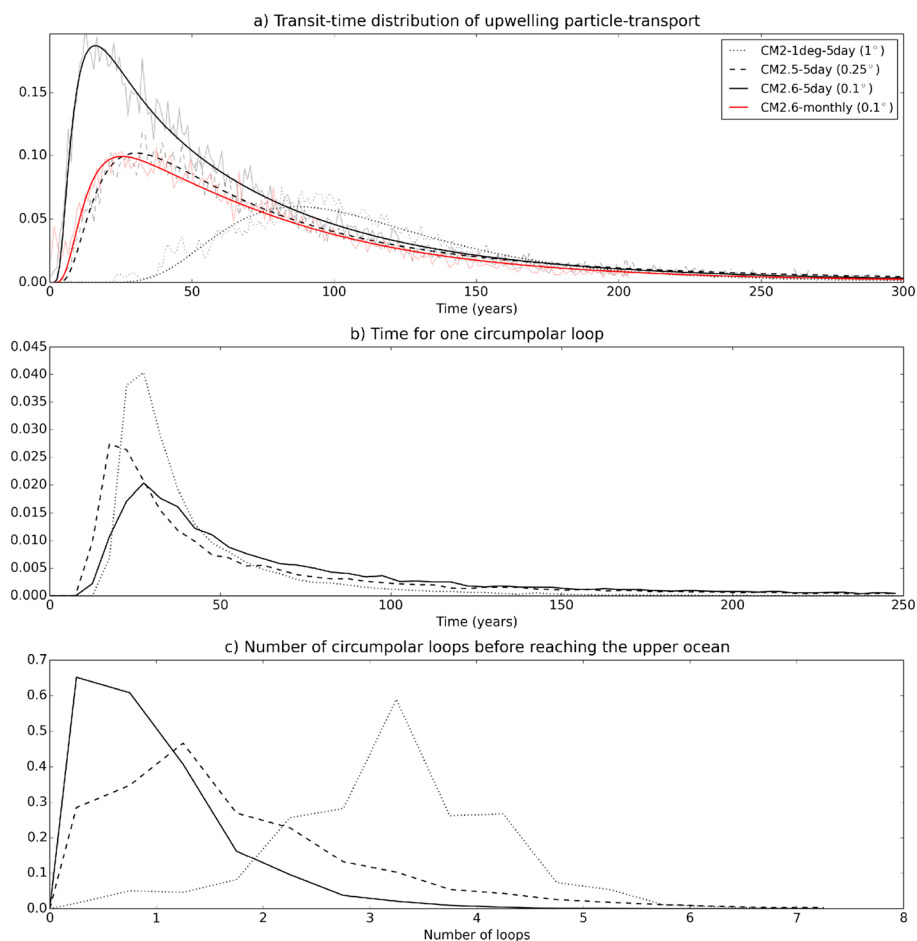 a) Transit-time distribution of upwelling particle-transport
CM2-1deg-5day (1°)
CM2.5-5day (0.25°)
CM2.6-5day (0.1°)
CM2.6-monthly (0.1°)
0.15
0.10
0.05
0.00
0 50 100 150 200 250 300
Time (years)
b) Time for one circumpolar loop
0.045
0.040
0.035
0.030
0.025
0.020
0.015
0.010
0.005
0.000
0 50 100 150 200 250
Time (years)
c) Number of circumpolar loops before reaching the upper ocean
0.7
0.6
0.5
0.4
0.3
0.2
0.1
0.0
0 1 2 3 4 5 6 7 8
Number of loops